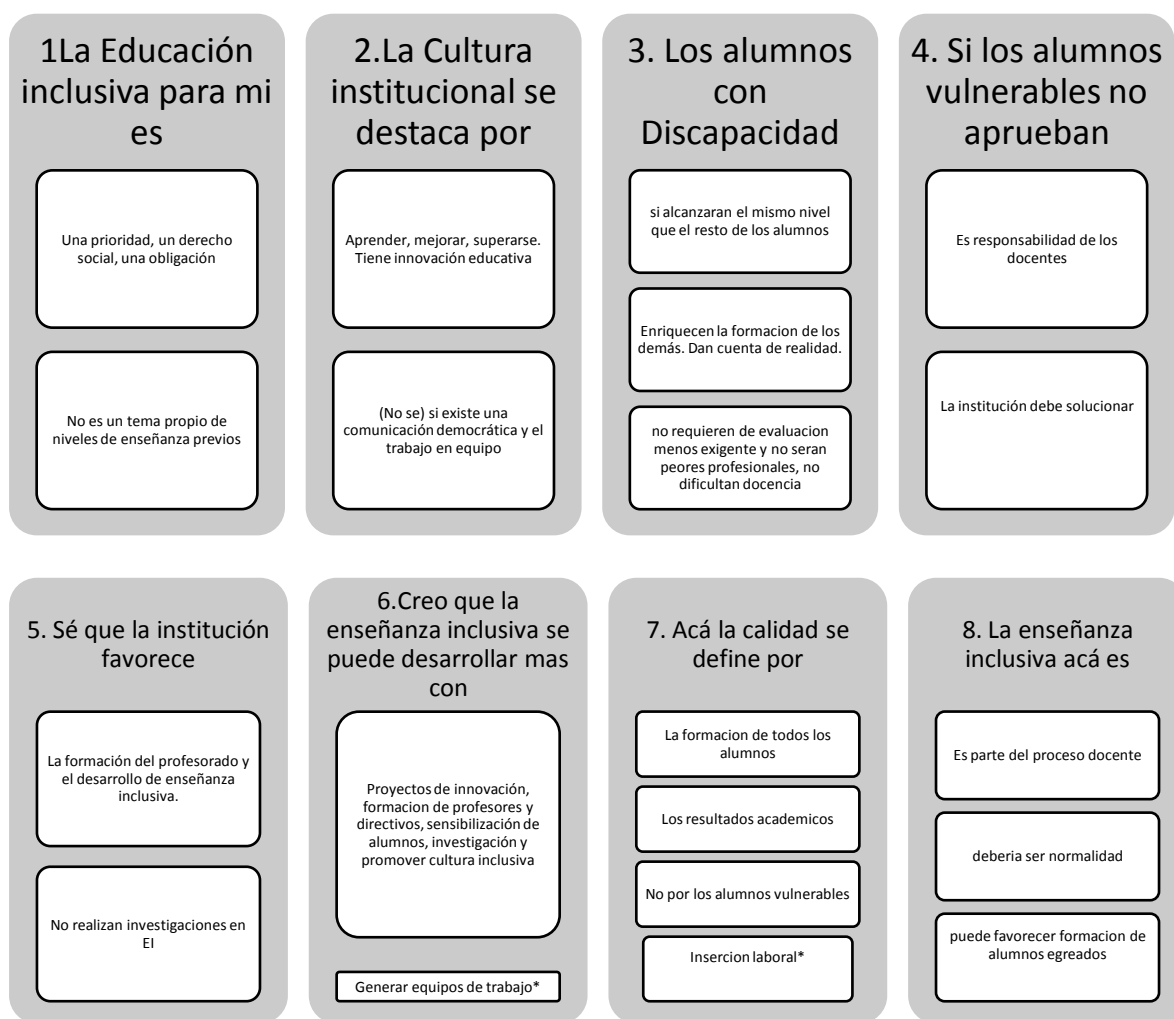 1La Educación
inclusiva para mi
es
Una prioridad, un derecho
social, una obligación
No es un tema propio de
niveles de enseñanza previos
2.La Cultura
institucional se
destaca por
Aprender, mejorar, superarse.
Tiene innovación educativa
(No se) si existe una
comunicación democrática y el
trabajo en equipo
3. Los alumnos
con
Discapacidad
si alcanzaran el mismo nivel
que el resto de los alumnos
Enriquecen la formacion de los
demás. Dan cuenta de realidad.
no requieren de evaluacion
menos exigente y no seran
peores profesionales, no
dificultan docencia
4. Si los alumnos
vulnerables no
aprueban
Es responsabilidad de los
docentes
La institución debe solucionar
5. Sé que la institución
favorece
La formación del profesorado y
el desarrollo de enseñanza
inclusiva.
No realizan investigaciones en
EI
6.Creo que la
enseñanza inclusiva se
puede desarrollar mas
con
Proyectos de innovación,
formacion de profesores y
directivos, sensibilización de
alumnos, investigación y
promover cultura inclusiva
Generar equipos de trabajo*
7. Acá la calidad se
define por
La formacion de todos los
alumnos
Los resultados academicos
No por los alumnos vulnerables
Insercion laboral*
8. La enseñanza
inclusiva acá es
Es parte del proceso docente
deberia ser normalidad
puede favorecer formacion de
alumnos egreados